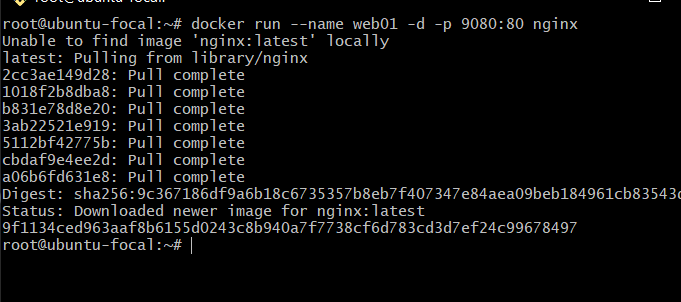 root@ubuntu-focal:~# docker run --name web01 -d -p 9080:80 nginx
Unable to find image 'nginx:latest' locally
latest: Pulling from library/nginx
2cc3ae149d28: Pull complete
1018f2b8dba8: Pull complete
b831e78d8e20: Pull complete
3ab22521e919: Pull complete
5112bf42775b: Pull complete
cbdaf9e4ee2d: Pull complete
a06b6fd631e8: Pull complete
Digest: sha256:9c367186df9a6b18c6735357b8eb7f407347e84aea09beb184961cb83543c
Status: Downloaded newer image for nginx:latest
9f1134ced963aaf8b6155d0243c8b940a7f7738cf6d783cd3d7ef24c99678497
root@ubuntu-focal:~#